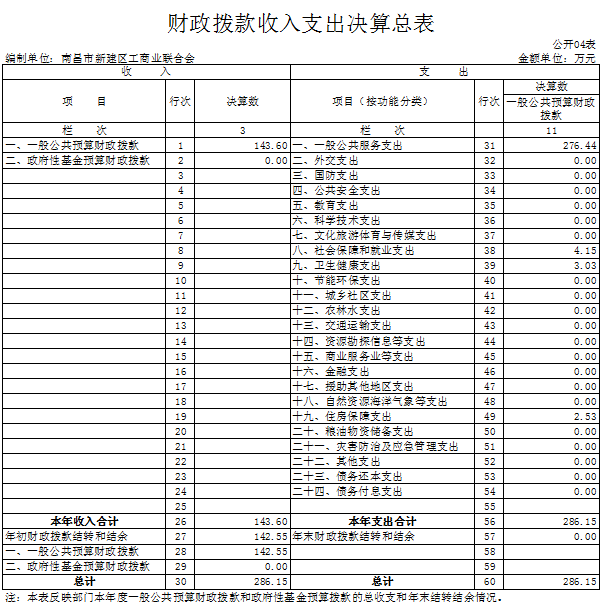 财政拨款收入支出决算总表
公开04表
编制单位：南昌市新建区工商业联合会 金额单位：万元
收 入 支 出
项 目 行次 决算数 项目（按功能分类） 行次 决算数
一般公共预算财政拨款
栏 次 3 栏 次 11
一、一般公共预算财政拨款 1 143.60 一、一般公共服务支出 31 276.44
二、政府性基金预算财政拨款 2 0.00 二、外交支出 32 0.00
3 三、国防支出 33 0.00
4 四、公共安全支出 34 0.00
5 五、教育支出 35 0.00
6 六、科学技术支出 36 0.00
7 七、文化旅游体育与传媒支出 37 0.00
8 八、社会保障和就业支出 38 4.15
9 九、卫生健康支出 39 3.03
10 十、节能环保支出 40 0.00
11 十一、城乡社区支出 41 0.00
12 十二、农林水支出 42 0.00
13 十三、交通运输支出 43 0.00
14 十四、资源勘探信息等支出 44 0.00
15 十五、商业服务业等支出 45 0.00
16 十六、金融支出 46 0.00
17 十七、援助其他地区支出 47 0.00
18 十八、自然资源海洋气象等支出 48 0.00
19 十九、住房保障支出 49 2.53
20 二十、粮油物资储备支出 50 0.00
21 二十一、灾害防治及应急管理支出 51 0.00
22 二十二、其他支出 52 0.00
23 二十三、债务还本支出 53 0.00
24 二十四、债务付息支出 54 0.00
25 55
本年收入合计 26 143.60 本年支出合计 56 286.15
年初财政拨款结转和结余 27 142.55 年末财政拨款结转和结余 57 0.00
一、一般公共预算财政拨款 28 142.55 58
二、政府性基金预算财政拨款 29 0.00 59
总计 30 286.15 总计 60 286.15
注：本表反映部门本年度一般公共预算财政拨款和政府性基金预算拨款的总收支和年末结转结余情况。